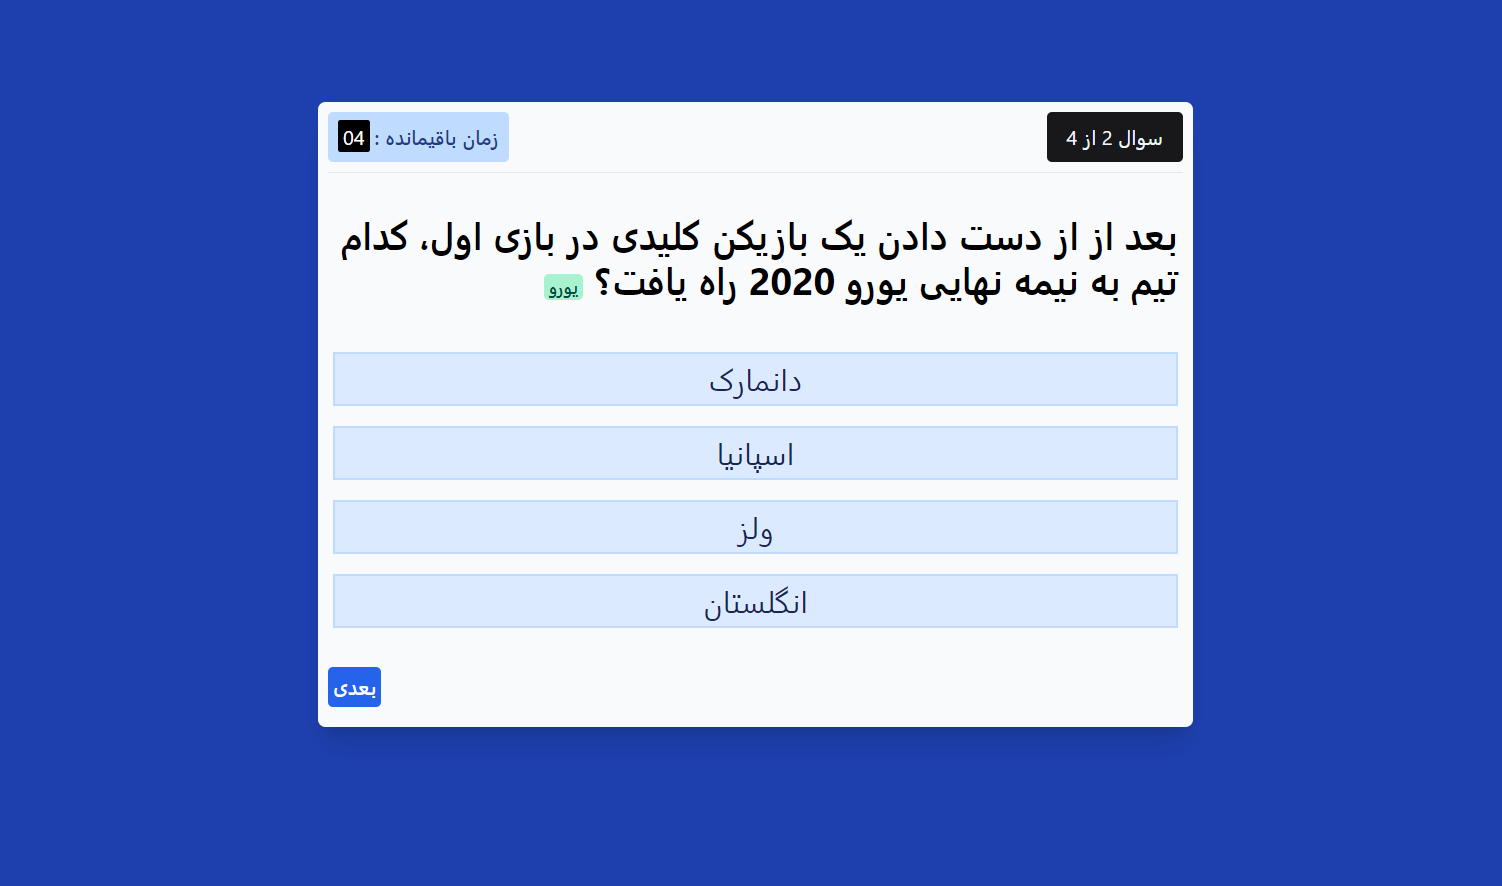 سوال 2 از 4
زمان باقیمانده : 04
بعد از از دست دادن یک بازیکن کلیدی در بازی اول، کدام
تیم به نیمه نهایی یورو 2020 راه یافت؟ یورو
دانمارک
اسپانیا
ولز
انگلستان
بعدی